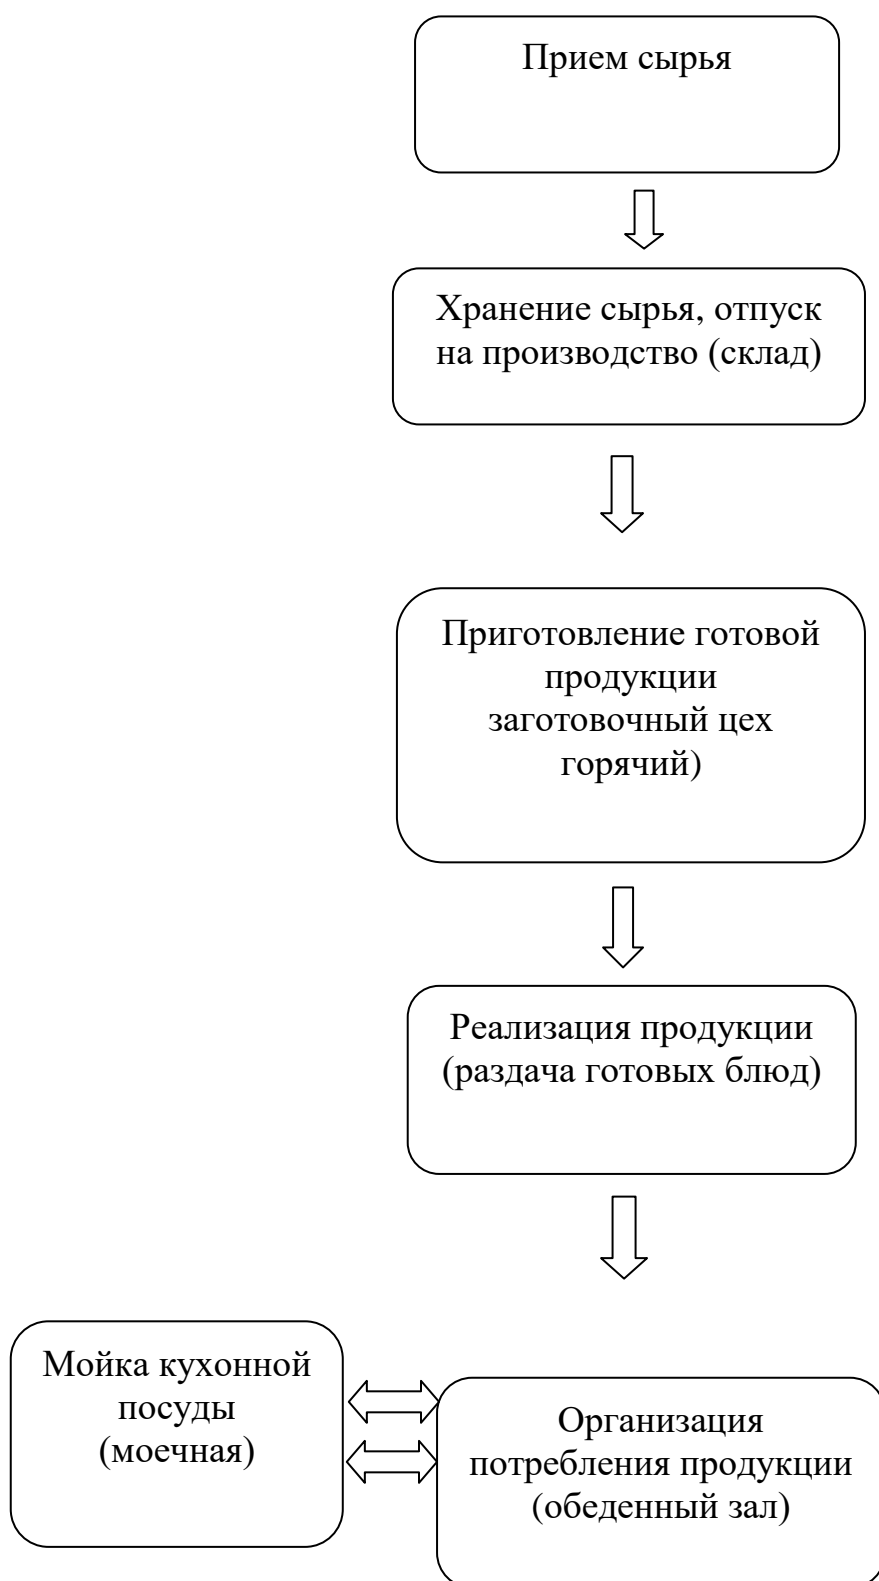 Прием сырья
Хранение сырья, отпуск
на производство (склад)
Приготовление готовой
продукции
заготовочный цех
горячий)
Реализация продукции
(раздача готовых блюд)
Мойка кухонной
посуды
(моечная)
Организация
потребления продукции
(обеденный зал)